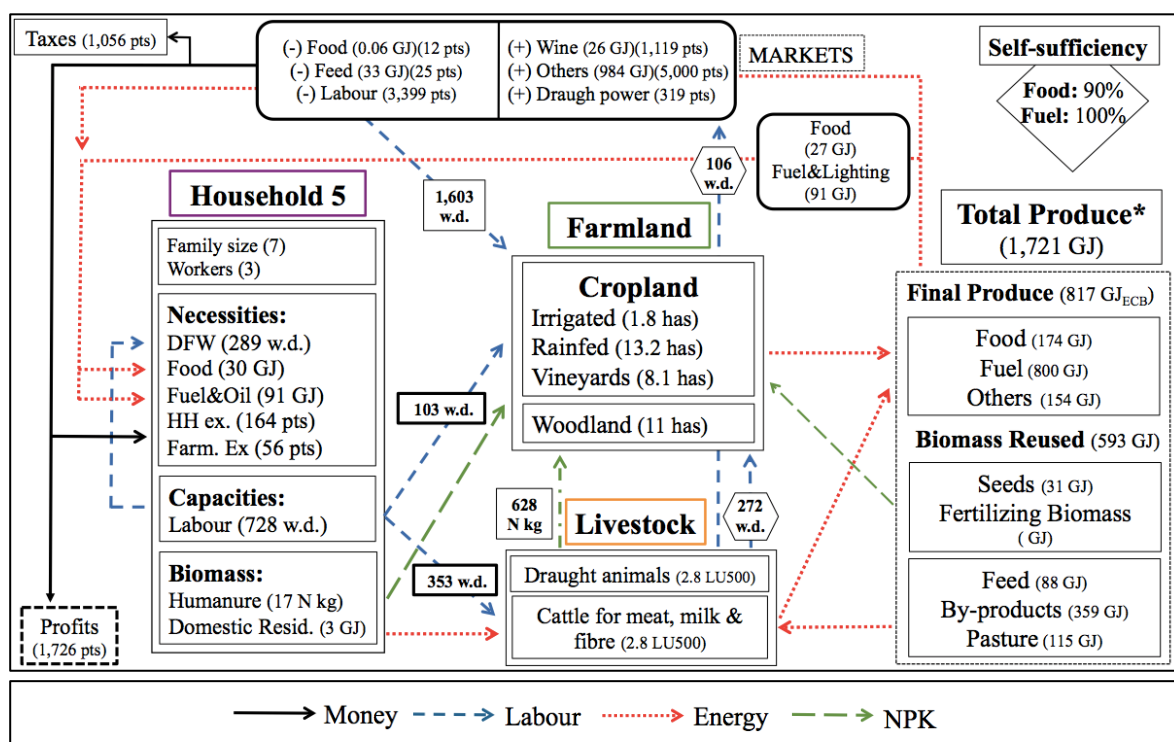 Taxes (1,056 pts)
(-) Food (0.06 GJ)(12 pts)
(-) Feed (33 GJ)(25 pts)
(-) Labour (3,399 pts)
(+) Wine (26 GJ)(1,119 pts)
(+) Others (984 GJ)(5,000 pts)
(+) Draugh power (319 pts)
MARKETS
Self-sufficiency
Food: 90%
Fuel: 100%
Food
(27 GJ)
Fuel&Lighting
(91 GJ)
106
w.d.
1,603
w.d.
Household 5
Family size (7)
Workers (3)
Necessities:
DFW (289 w.d.)
Food (30 GJ)
Fuel&Oil (91 GJ)
HH ex. (164 pts)
Farm. Ex (56 pts)
Capacities:
Labour (728 w.d.)
Biomass:
Humanure (17 N kg)
Domestic Resid. (3 GJ)
Profits
(1,726 pts)
103 w.d.
353 w.d.
Farmland
Cropland
Irrigated (1.8 has)
Rainfed (13.2 has)
Vineyards (8.1 has)
Woodland (11 has)
628
N kg
Livestock
272
w.d.
Draught animals (2.8 LU500)
Cattle for meat, milk &
fibre (2.8 LU500)
Total Produce*
(1,721 GJ)
Final Produce (817 GJECB)
Food (174 GJ)
Fuel (800 GJ)
Others (154 GJ)
Biomass Reused (593 GJ)
Seeds (31 GJ)
Fertilizing Biomass
( GJ)
Feed (88 GJ)
By-products (359 GJ)
Pasture (115 GJ)
Money
Labour
Energy
NPK